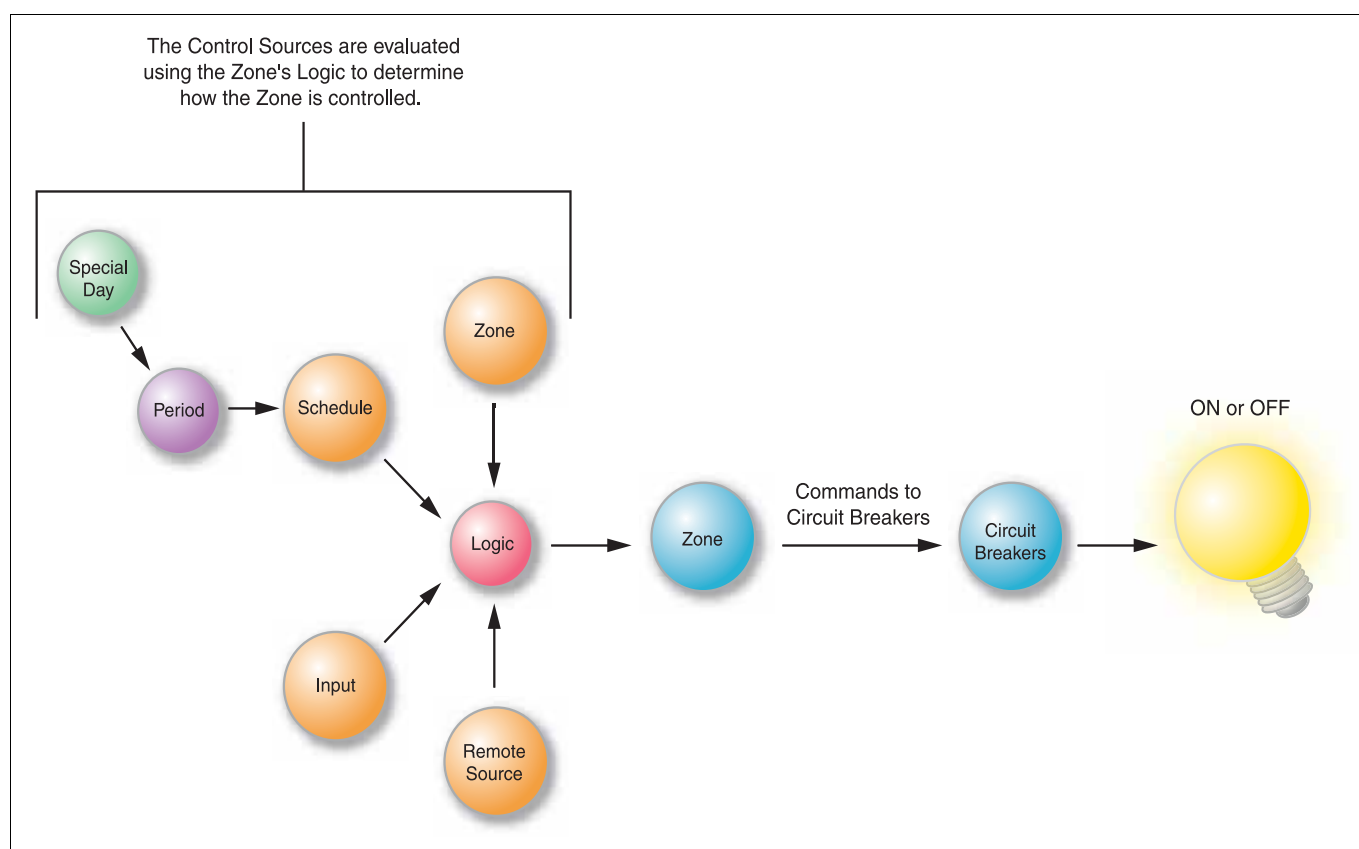 The Control Sources are evaluated
using the Zone's Logic to determine
how the Zone is controlled.
Special
Day
Zone
Period
Schedule
ON or OFF
Commands to
Circuit Breakers
Logic
Zone
Circuit
Breakers
Input
Remote
Source